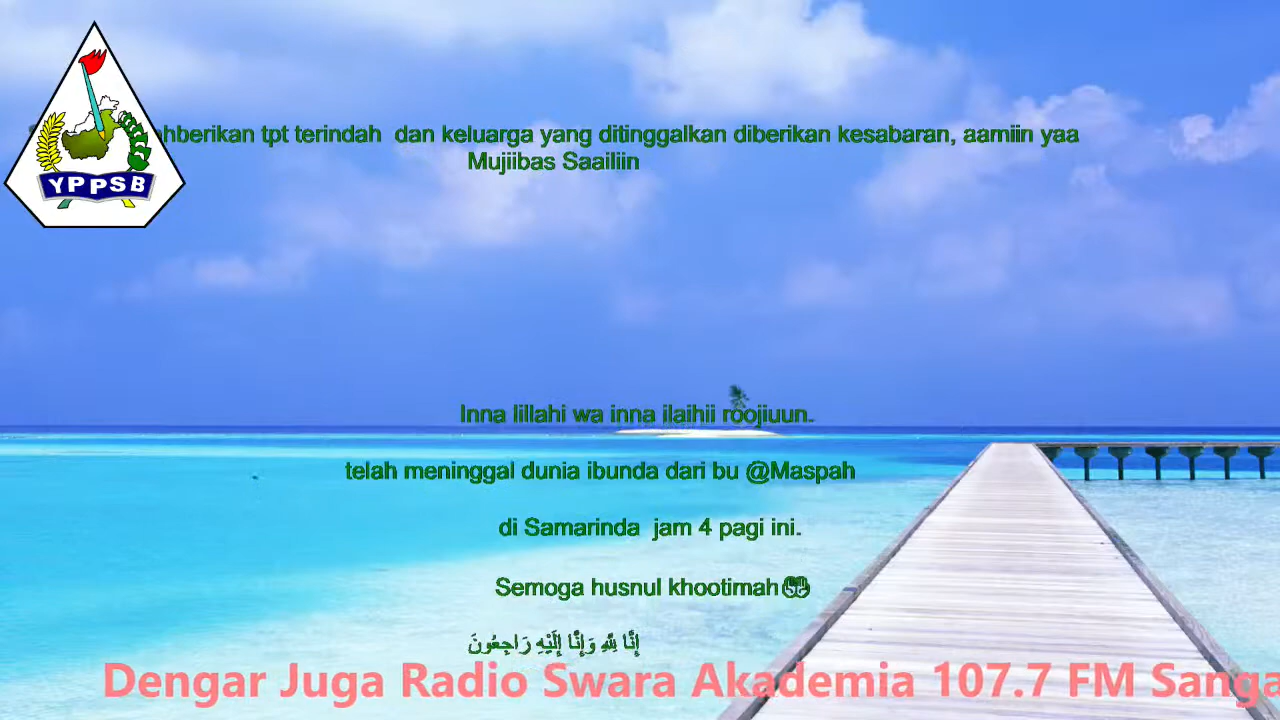 YPPSB
berikan tpt terindah dan keluarga yang ditinggalkan diberikan kesabaran, aamiin yaa
Mujiibas Saailiin
Inna lillahi wa inna ilaihii roojiuun.
telah meninggal dunia ibunda dari bu @Maspah
di Samarinda jam 4 pagi ini.
Semoga husnul khootimah
إِنَّا لِلَّهِ وَإِنَّا إِلَيْهِ رَاجِعُونَ
Dengar Juga Radio Swara Akademia 107.7 FM Sanga